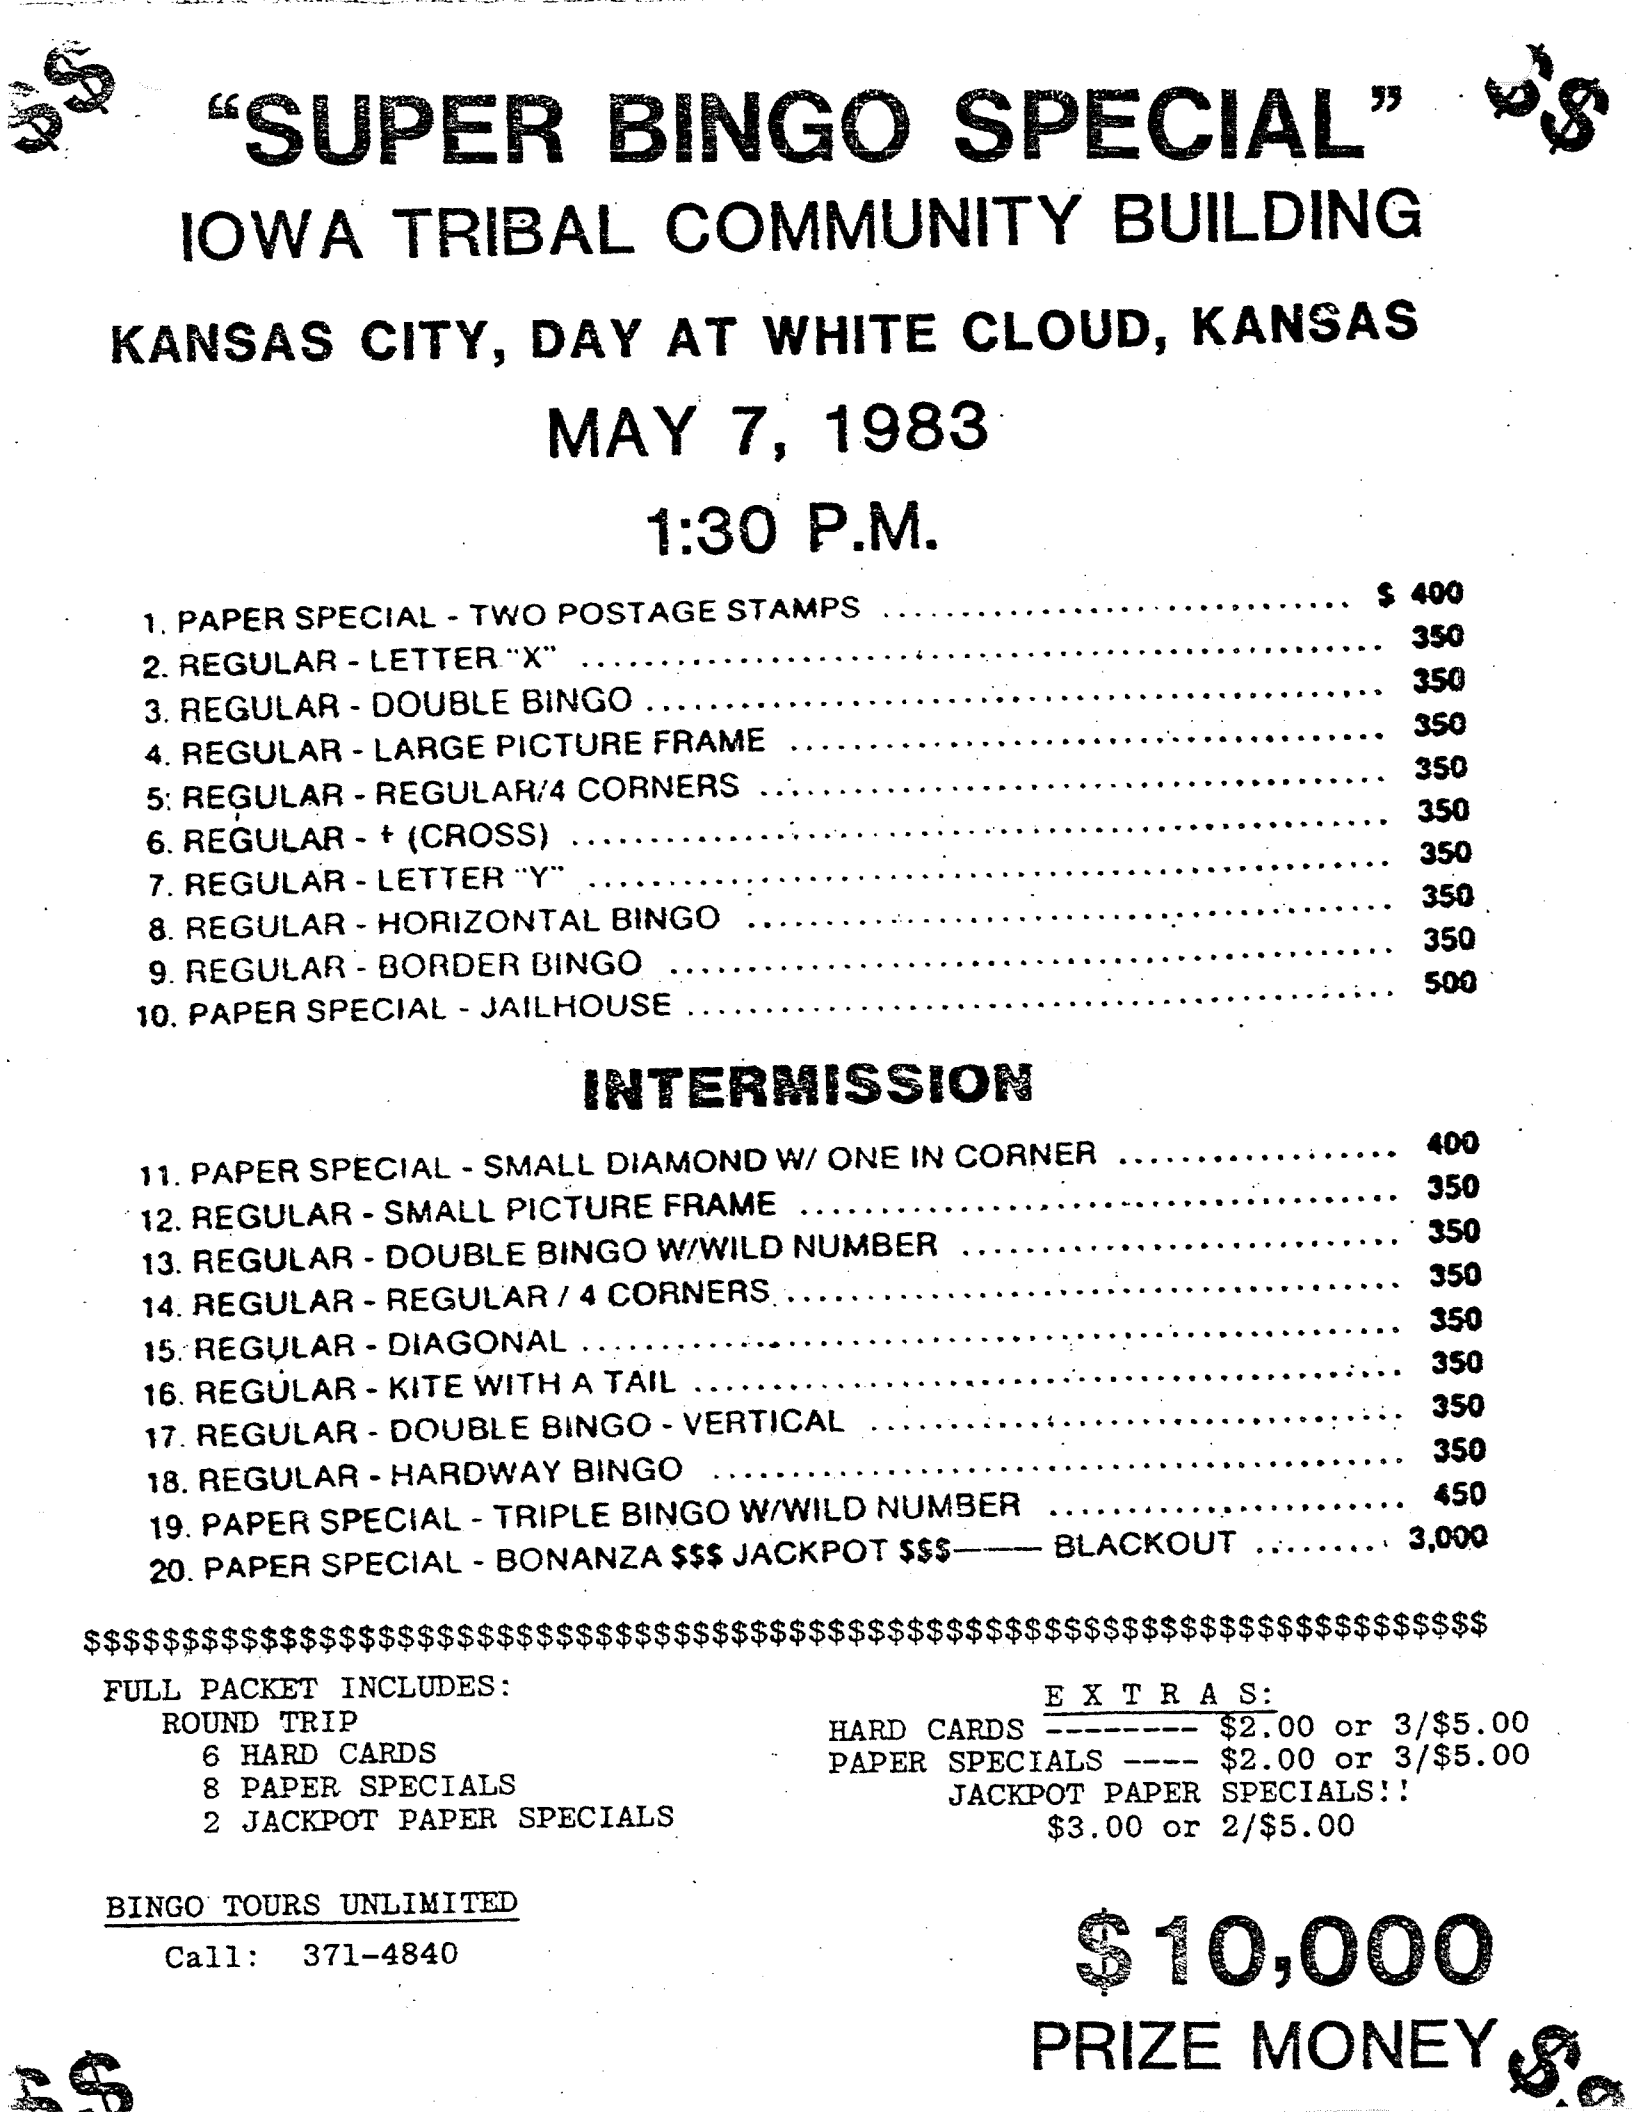 $$ "SUPER BINGO SPECIAL" $$
IOWA TRIBAL COMMUNITY BUILDING
KANSAS CITY, DAY AT WHITE CLOUD, KANSAS
MAY 7, 1983
1:30 P.M.
1. PAPER SPECIAL - TWO POSTAGE STAMPS .............................. $ 400
2. REGULAR - LETTER "X" .................................................. 350
3. REGULAR - DOUBLE BINGO ............................................... 350
4. REGULAR - LARGE PICTURE FRAME ...................................... 350
5. REGULAR - REGULAR/4 CORNERS ........................................ 350
6. REGULAR - † (CROSS) .................................................... 350
7. REGULAR - LETTER "Y" ................................................... 350
8. REGULAR - HORIZONTAL BINGO ......................................... 350
9. REGULAR - BORDER BINGO .............................................. 350
10. PAPER SPECIAL - JAILHOUSE ............................................ 500
INTERMISSION
11. PAPER SPECIAL - SMALL DIAMOND W/ ONE IN CORNER .................. 400
12. REGULAR - SMALL PICTURE FRAME ...................................... 350
13. REGULAR - DOUBLE BINGO W/WILD NUMBER ............................ 350
14. REGULAR - REGULAR / 4 CORNERS ....................................... 350
15. REGULAR - DIAGONAL .................................................... 350
16. REGULAR - KITE WITH A TAIL ............................................. 350
17. REGULAR - DOUBLE BINGO - VERTICAL .................................. 350
18. REGULAR - HARDWAY BINGO ............................................ 350
19. PAPER SPECIAL - TRIPLE BINGO W/WILD NUMBER ....................... 450
20. PAPER SPECIAL - BONANZA $$$ JACKPOT $$$—— BLACKOUT ......... 3,000
$$$$$$$$$$$$$$$$$$$$$$$$$$$$$$$$$$$$$$$$$$$$$$$$$$$$$$$$$$$$$$$$$$$$$$$
FULL PACKET INCLUDES:
ROUND TRIP
6 HARD CARDS
8 PAPER SPECIALS
2 JACKPOT PAPER SPECIALS
E X T R A S:
HARD CARDS -------- $2.00 or 3/$5.00
PAPER SPECIALS ---- $2.00 or 3/$5.00
JACKPOT PAPER SPECIALS!!
$3.00 or 2/$5.00
BINGO TOURS UNLIMITED
Call: 371-4840
$10,000
PRIZE MONEY
$$ $$